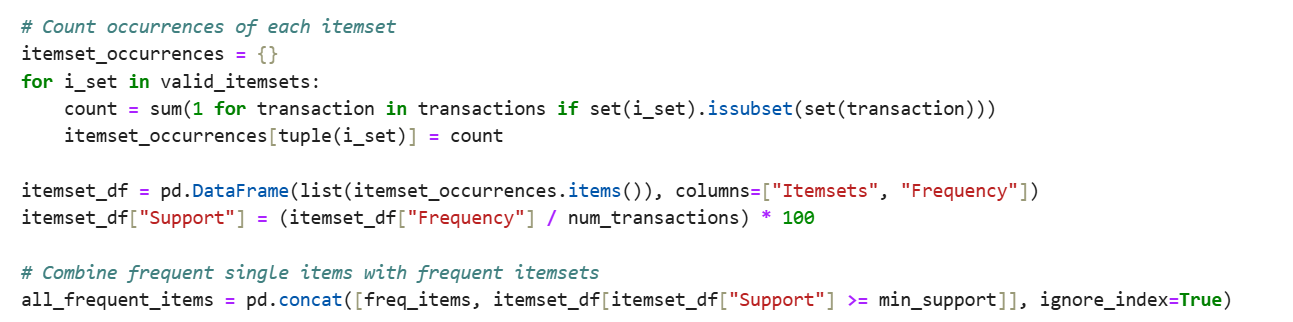 # Count occurrences of each itemset
itemset_occurrences = {}
for i_set in valid_itemsets:
    count = sum(1 for transaction in transactions if set(i_set).issubset(set(transaction)))
    itemset_occurrences[tuple(i_set)] = count

itemset_df = pd.DataFrame(list(itemset_occurrences.items()), columns=["Itemsets", "Frequency"])
itemset_df["Support"] = (itemset_df["Frequency"] / num_transactions) * 100

# Combine frequent single items with frequent itemsets
all_frequent_items = pd.concat([freq_items, itemset_df[itemset_df["Support"] >= min_support]], ignore_index=True)